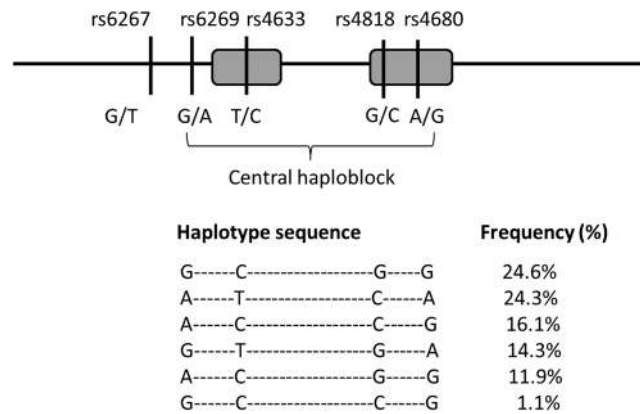 rs6267 rs6269 rs4633 rs4818 rs4680
G/T G/A T/C G/C A/G
Central haploblock
Haplotype sequence Frequency (%)
G------C-----------------G-----G 24.6%
A------T-----------------C-----A 24.3%
A------C-----------------C-----G 16.1%
G------T-----------------G-----A 14.3%
A------C-----------------G-----G 11.9%
G------C-----------------C-----G 1.1%